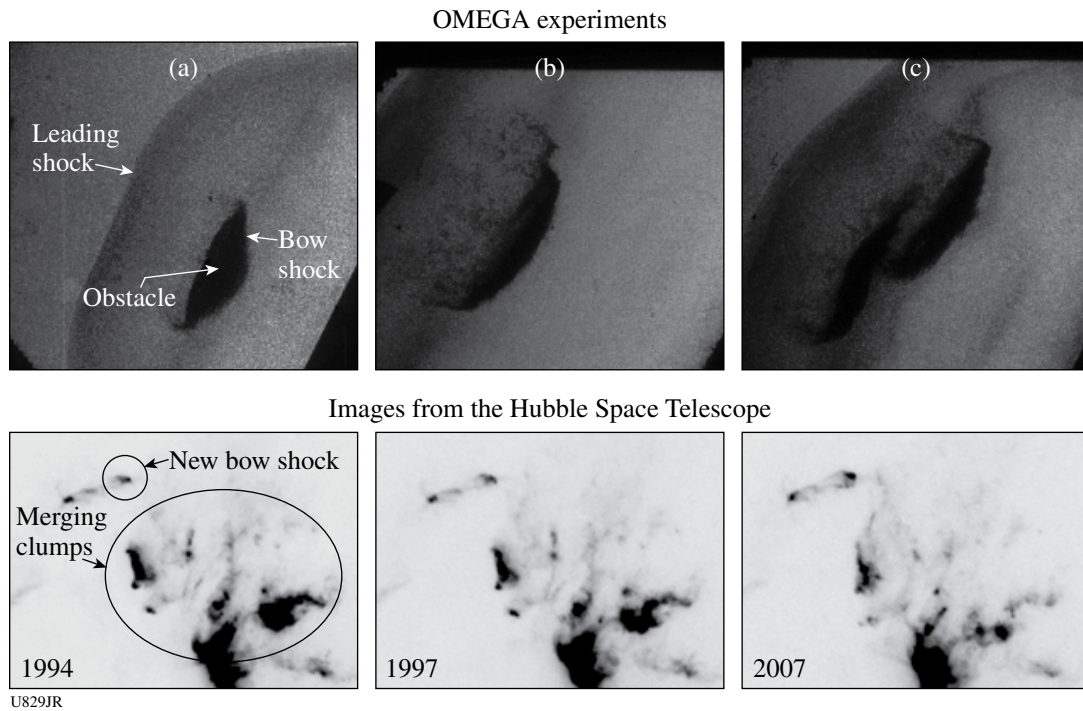 OMEGA experiments
(a)
(b)
(c)
Leading
shock
Bow
shock
Obstacle
Images from the Hubble Space Telescope
New bow shock
Merging
clumps
1994
1997
2007
U829JR